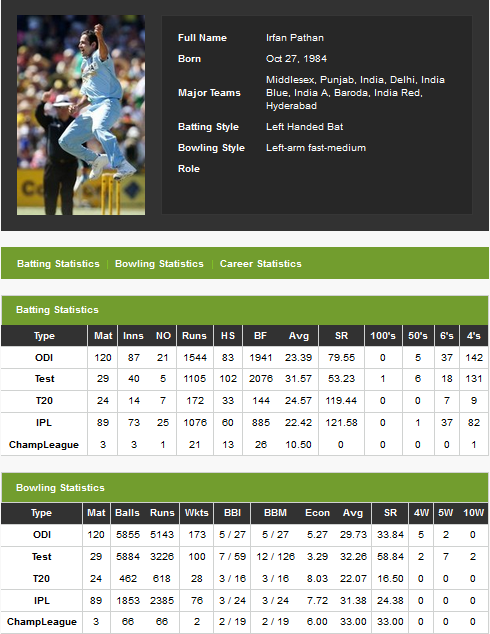 Full Name Irfan Pathan
Born Oct 27, 1984
Major Teams Middlesex, Punjab, India, Delhi, India
Blue, India A, Baroda, India Red,
Hyderabad
Batting Style Left Handed Bat
Bowling Style Left-arm fast-medium
Role
Batting Statistics | Bowling Statistics | Career Statistics
Batting Statistics
Type Mat Inns NO Runs HS BF Avg SR 100's 50's 6's 4's
ODI 120 87 21 1544 83 1941 23.39 79.55 0 5 37 142
Test 29 40 5 1105 102 2076 31.57 53.23 1 6 18 131
T20 24 14 7 172 33 144 24.57 119.44 0 0 7 9
IPL 89 73 25 1076 60 885 22.42 121.58 0 1 37 82
ChampLeague 3 3 1 21 13 26 10.50 0 0 0 0 1
Bowling Statistics
Type Mat Balls Runs Wkts BBI BBM Econ Avg SR 4W 5W 10W
ODI 120 5855 5143 173 5 / 27 5 / 27 5.27 29.73 33.84 5 2 0
Test 29 5884 3226 100 7 / 59 12 / 126 3.29 32.26 58.84 2 7 2
T20 24 462 618 28 3 / 16 3 / 16 8.03 22.07 16.50 0 0 0
IPL 89 1853 2385 76 3 / 24 3 / 24 7.72 31.38 24.38 0 0 0
ChampLeague 3 66 66 2 2 / 19 2 / 19 6.00 33.00 33.00 0 0 0